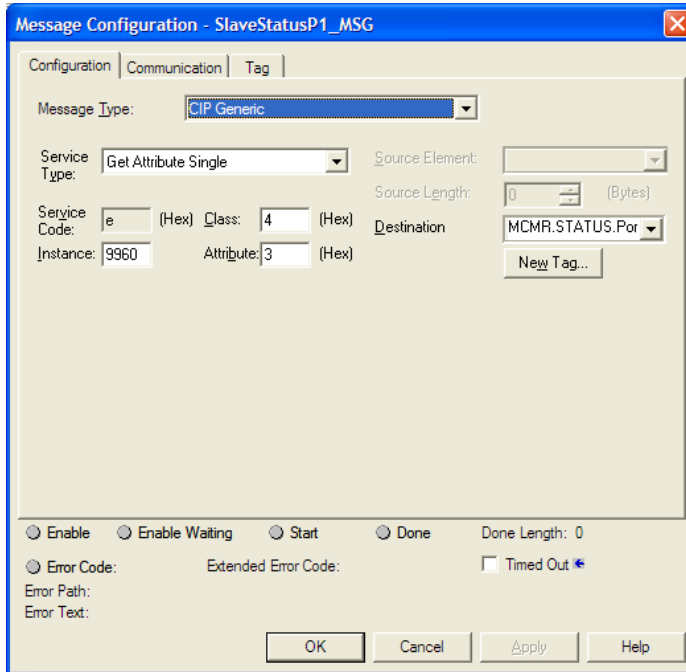 Message Configuration - SlaveStatusP1_MSG
Configuration Communication Tag
Message Type: CIP Generic
Service Type: Get Attribute Single
Source Element:
Source Length: 0 (Bytes)
Service Code: e (Hex) Class: 4 (Hex)
Destination MCMR.STATUS.Por
Instance: 9960 Attribute: 3 (Hex)
New Tag...
Enable Enable Waiting Start Done Done Length: 0
Error Code: Extended Error Code: Timed Out
Error Path:
Error Text:
OK Cancel Apply Help